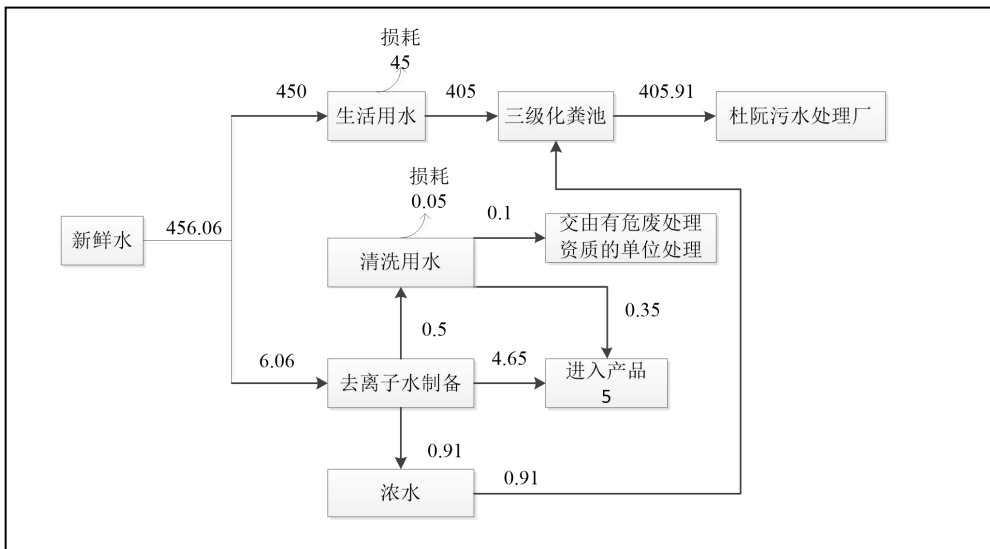 损耗
45
450
生活用水
405
三级化粪池
405.91
杜阮污水处理厂
损耗
0.05
新鲜水
456.06
清洗用水
0.1
交由有危废处理
资质的单位处理
0.5
0.35
6.06
去离子水制备
4.65
进入产品
5
0.91
浓水
0.91